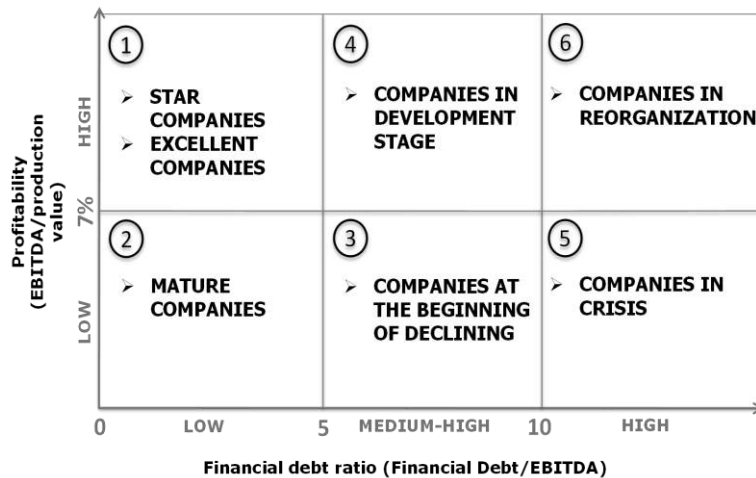 1
➢ STAR
COMPANIES
➢ EXCELLENT
COMPANIES
4
➢ COMPANIES IN
DEVELOPMENT
STAGE
6
➢ COMPANIES IN
REORGANIZATION
2
➢ MATURE
COMPANIES
3
➢ COMPANIES AT
THE BEGINNING
OF DECLINING
5
➢ COMPANIES IN
CRISIS
Profitability
(EBITDA/production
value)
HIGH
7%
LOW
0
LOW
5
MEDIUM-HIGH
10
HIGH
Financial debt ratio (Financial Debt/EBITDA)